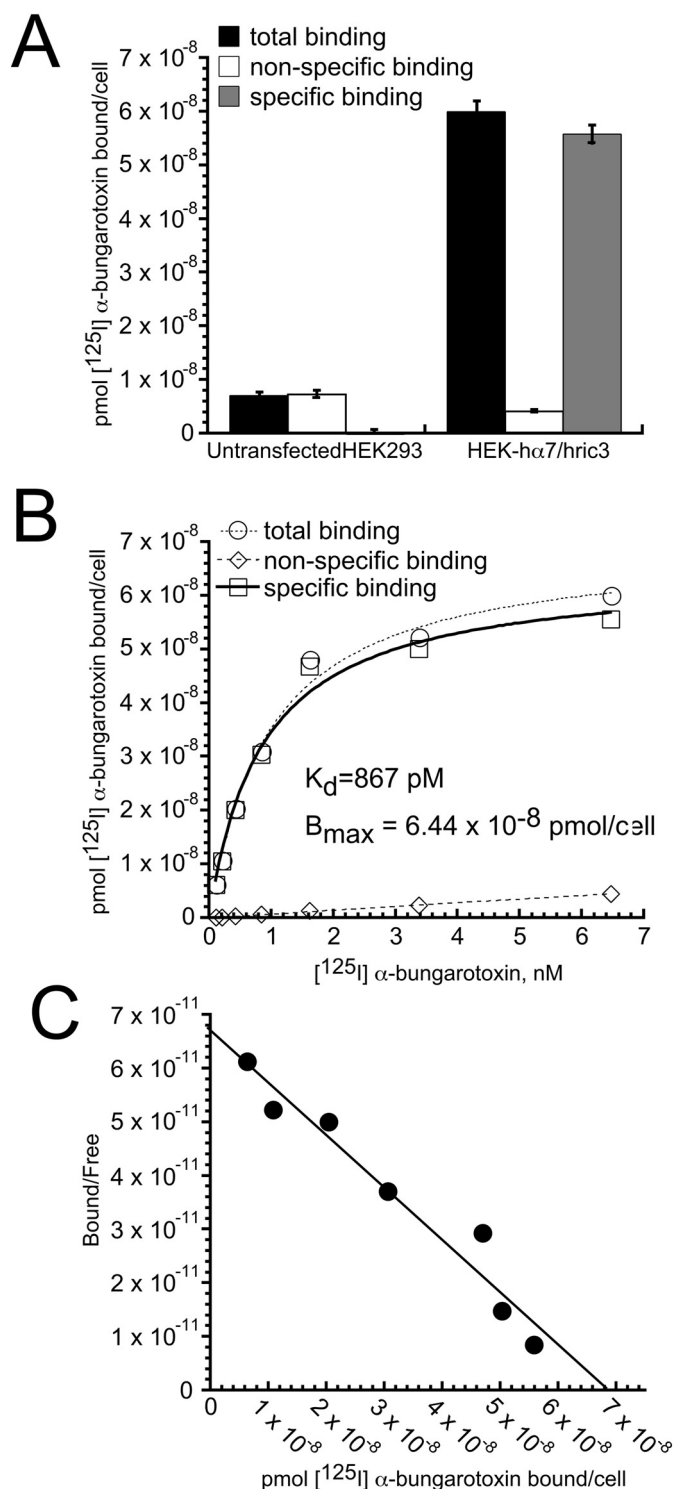 A
total binding
non-specific binding
specific binding
pmol [125I] α-bungarotoxin bound/cell
7 x 10-8
6 x 10-8
5 x 10-8
4 x 10-8
3 x 10-8
2 x 10-8
1 x 10-8
0
UntransfectedHEK293
HEK-hα7/hric3
B
total binding
non-specific binding
specific binding
pmol [125I] α-bungarotoxin bound/cell
7 x 10-8
6 x 10-8
5 x 10-8
4 x 10-8
3 x 10-8
2 x 10-8
1 x 10-8
0
Kd=867 pM
Bmax = 6.44 x 10-8 pmol/cell
0 1 2 3 4 5 6 7
[125I] α-bungarotoxin, nM
C
Bound/Free
7 x 10-11
6 x 10-11
5 x 10-11
4 x 10-11
3 x 10-11
2 x 10-11
1 x 10-11
0
0 1 x 10-8 2 x 10-8 3 x 10-8 4 x 10-8 5 x 10-8 6 x 10-8 7 x 10-8
pmol [125I] α-bungarotoxin bound/cell